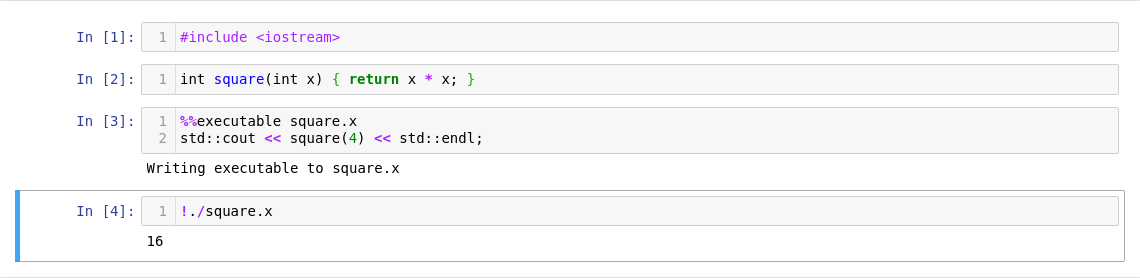 In [1]: 1 #include <iostream>
In [2]: 1 int square(int x) { return x * x; }
In [3]: 1 %%executable square.x
2 std::cout << square(4) << std::endl;
Writing executable to square.x
In [4]: 1 !./square.x
16